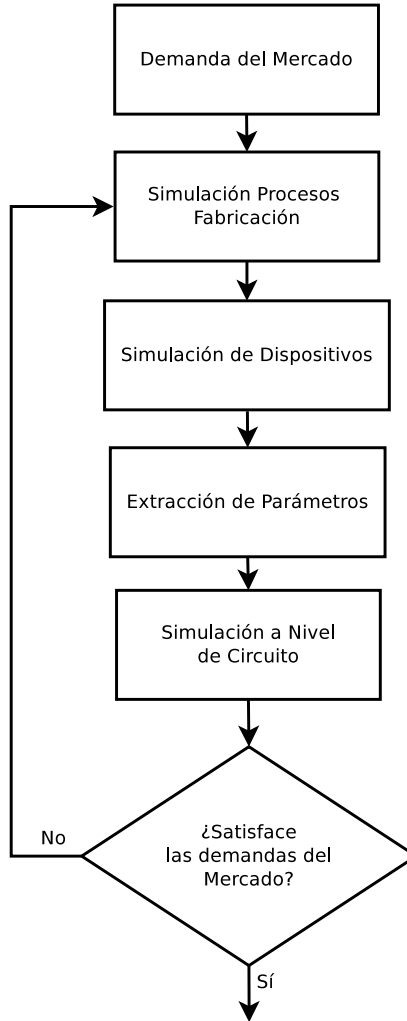 Demanda del Mercado
Simulación Procesos
Fabricación
Simulación de Dispositivos
Extracción de Parámetros
Simulación a Nivel
de Circuito
¿Satisface
las demandas del
Mercado?
No
Sí